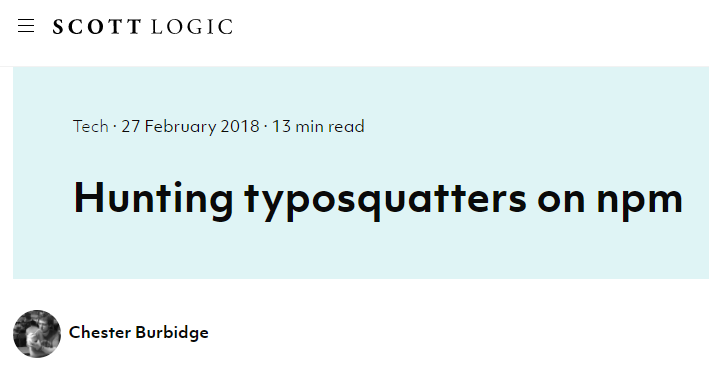 SCOTT LOGIC
Tech · 27 February 2018 · 13 min read
Hunting typosquatters on npm
Chester Burbidge